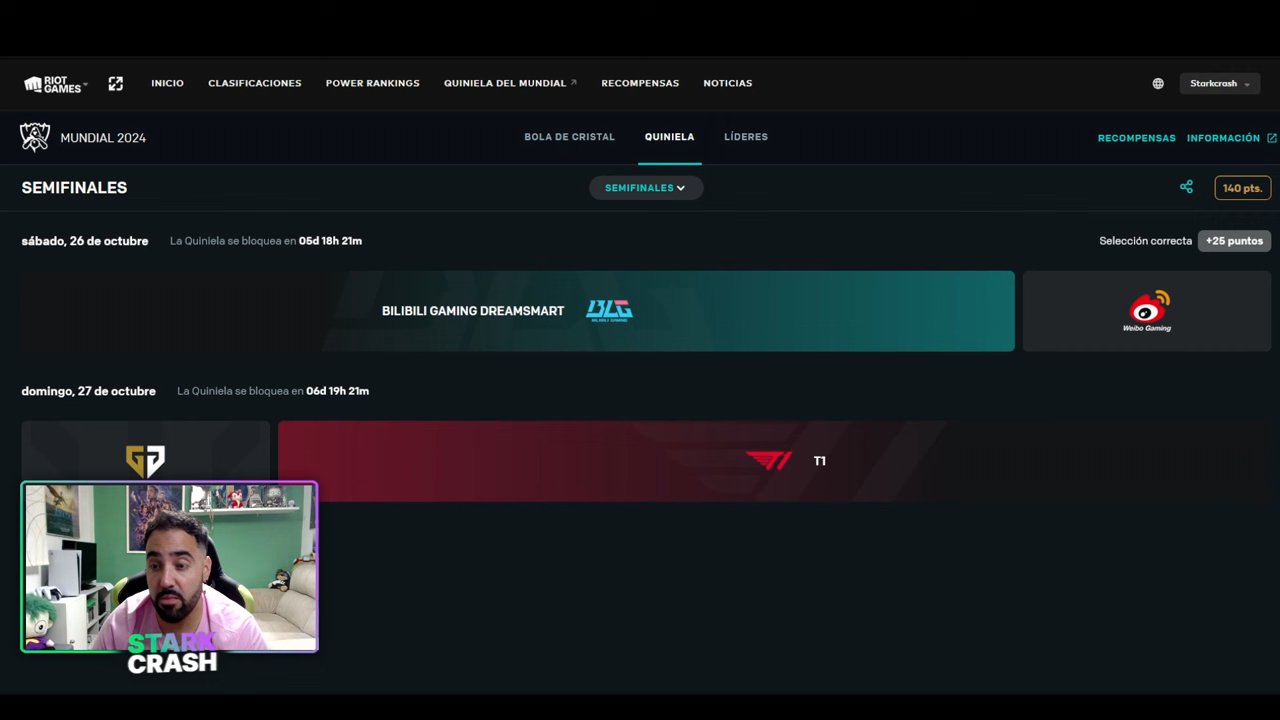 RIOT GAMES
INICIO
CLASIFICACIONES
POWER RANKINGS
QUINIELA DEL MUNDIAL
RECOMPENSAS
NOTICIAS
Starkcrash
MUNDIAL 2024
BOLA DE CRISTAL
QUINIELA
LÍDERES
RECOMPENSAS
INFORMACIÓN
SEMIFINALES
SEMIFINALES
140 pts.
sábado, 26 de octubre
La Quiniela se bloquea en 05d 18h 21m
Selección correcta
+25 puntos
BILIBILI GAMING DREAMSMART
BLG
BILIBILI GAMING
Weibo Gaming
domingo, 27 de octubre
La Quiniela se bloquea en 06d 19h 21m
T1
STARK
CRASH